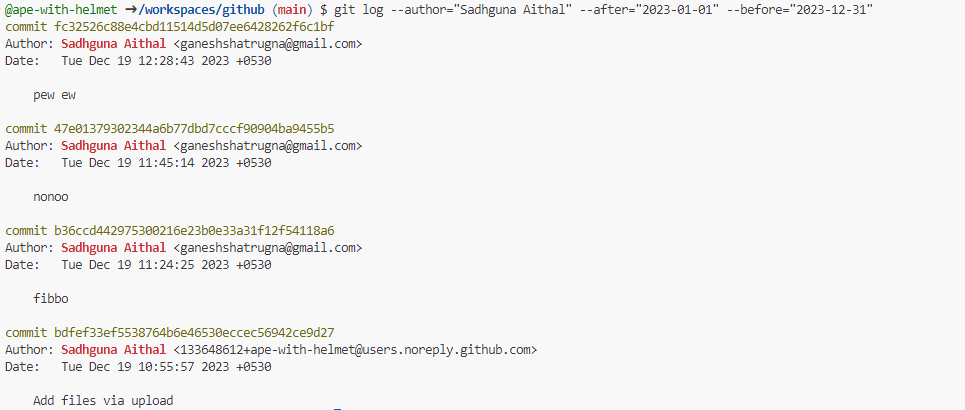 @ape-with-helmet ➜/workspaces/github (main) $ git log --author="Sadhguna Aithal" --after="2023-01-01" --before="2023-12-31"
commit fc32526c88e4cbd11514d5d07ee6428262f6c1bf
Author: Sadhguna Aithal <ganeshshatrugna@gmail.com>
Date:   Tue Dec 19 12:28:43 2023 +0530
pew ew
commit 47e01379302344a6b77dbd7cccf90904ba9455b5
Author: Sadhguna Aithal <ganeshshatrugna@gmail.com>
Date:   Tue Dec 19 11:45:14 2023 +0530
nonoo
commit b36ccd442975300216e23b0e33a31f12f54118a6
Author: Sadhguna Aithal <ganeshshatrugna@gmail.com>
Date:   Tue Dec 19 11:24:25 2023 +0530
fibbo
commit bdfef33ef5538764b6e46530eccec56942ce9d27
Author: Sadhguna Aithal <133648612+ape-with-helmet@users.noreply.github.com>
Date:   Tue Dec 19 10:55:57 2023 +0530
Add files via upload